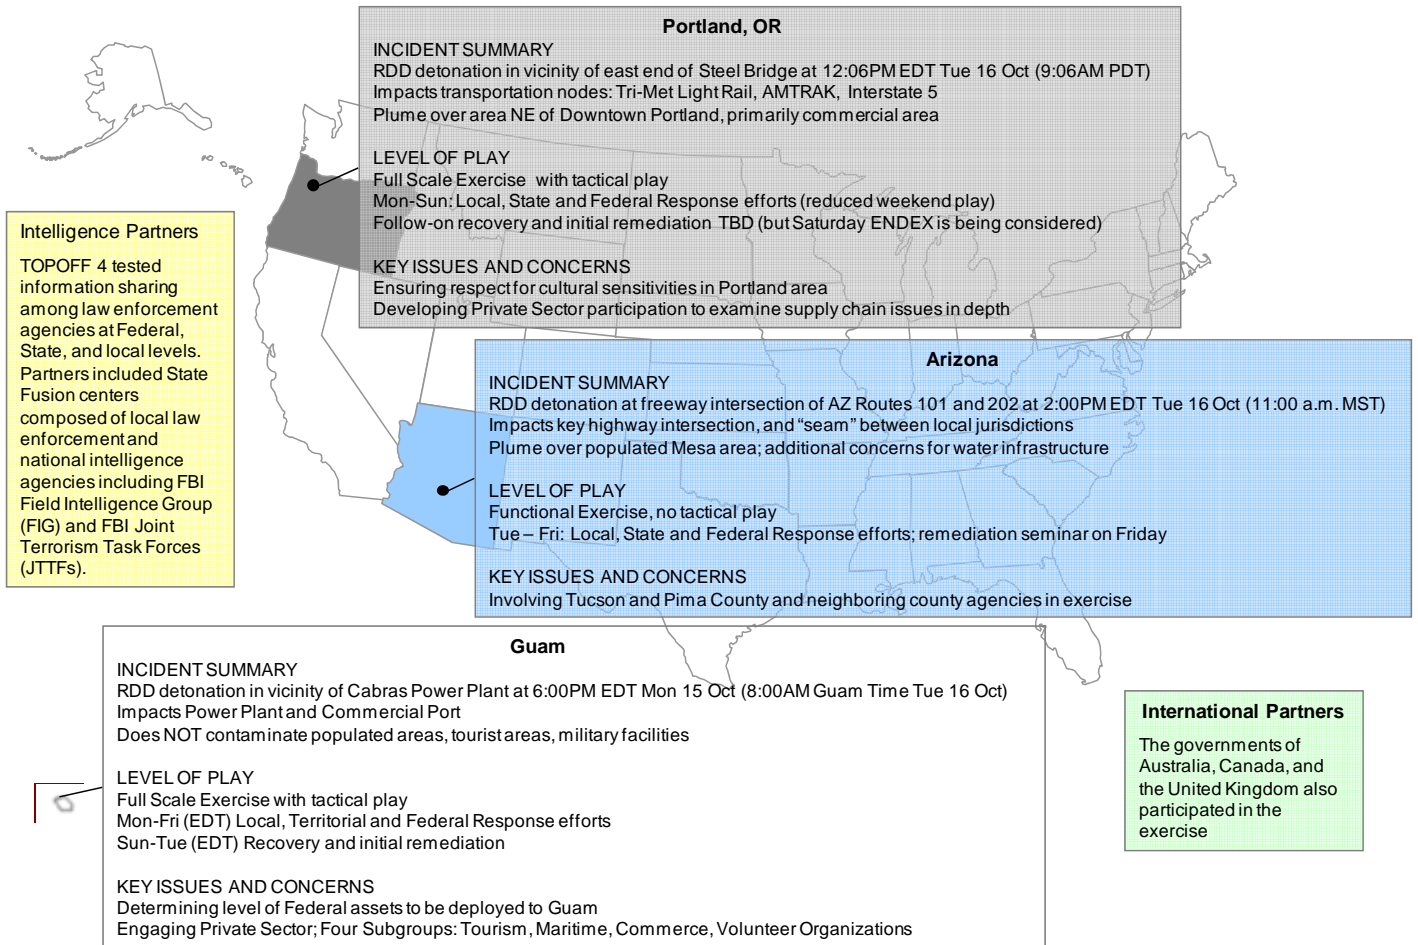 Portland, OR
INCIDENT SUMMARY
RDD detonation in vicinity of east end of Steel Bridge at 12:06PM EDT Tue 16 Oct (9:06AM PDT)
Impacts transportation nodes: Tri-Met Light Rail, AMTRAK, Interstate 5
Plume over area NE of Downtown Portland, primarily commercial area
LEVEL OF PLAY
Full Scale Exercise with tactical play
Mon-Sun: Local, State and Federal Response efforts (reduced weekend play)
Follow-on recovery and initial remediation TBD (but Saturday ENDEX is being considered)
KEY ISSUES AND CONCERNS
Ensuring respect for cultural sensitivities in Portland area
Developing Private Sector participation to examine supply chain issues in depth
Intelligence Partners
TOPOFF 4 tested
information sharing
among law enforcement
agencies at Federal,
State, and local levels.
Partners included State
Fusion centers
composed of local law
enforcement and
national intelligence
agencies including FBI
Field Intelligence Group
(FIG) and FBI Joint
Terrorism Task Forces
(JTTFs).
Arizona
INCIDENT SUMMARY
RDD detonation at freeway intersection of AZ Routes 101 and 202 at 2:00PM EDT Tue 16 Oct (11:00 a.m. MST)
Impacts key highway intersection, and “seam” between local jurisdictions
Plume over populated Mesa area; additional concerns for water infrastructure
LEVEL OF PLAY
Functional Exercise, no tactical play
Tue – Fri: Local, State and Federal Response efforts; remediation seminar on Friday
KEY ISSUES AND CONCERNS
Involving Tucson and Pima County and neighboring county agencies in exercise
Guam
INCIDENT SUMMARY
RDD detonation in vicinity of Cabras Power Plant at 6:00PM EDT Mon 15 Oct (8:00AM Guam Time Tue 16 Oct)
Impacts Power Plant and Commercial Port
Does NOT contaminate populated areas, tourist areas, military facilities
LEVEL OF PLAY
Full Scale Exercise with tactical play
Mon-Fri (EDT) Local, Territorial and Federal Response efforts
Sun-Tue (EDT) Recovery and initial remediation
KEY ISSUES AND CONCERNS
Determining level of Federal assets to be deployed to Guam
Engaging Private Sector; Four Subgroups: Tourism, Maritime, Commerce, Volunteer Organizations
International Partners
The governments of
Australia, Canada, and
the United Kingdom also
participated in the
exercise